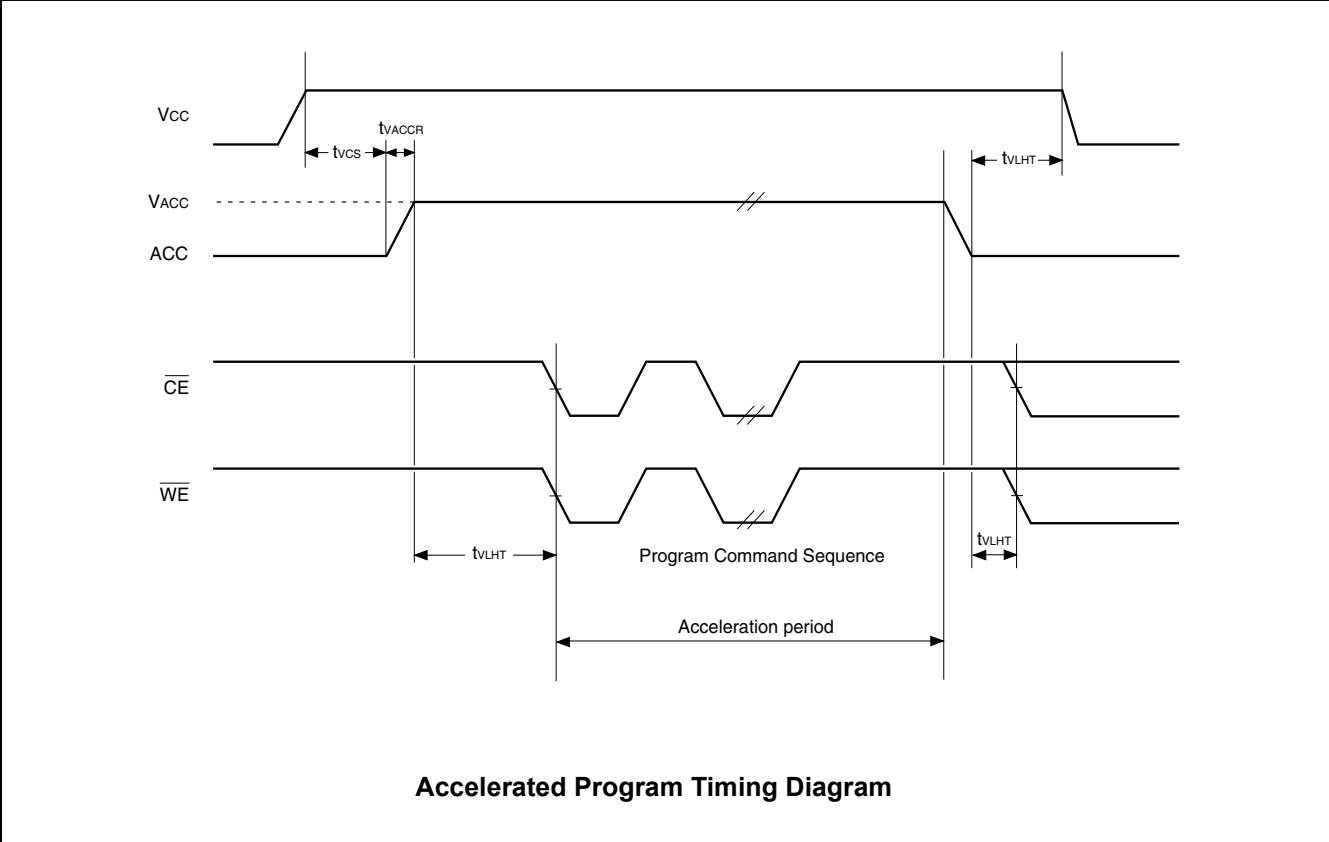 VCC
tVACCR
tVCS
tVLHT
VACC
ACC
CE
WE
tVLHT
Program Command Sequence
tVLHT
Acceleration period
Accelerated Program Timing Diagram